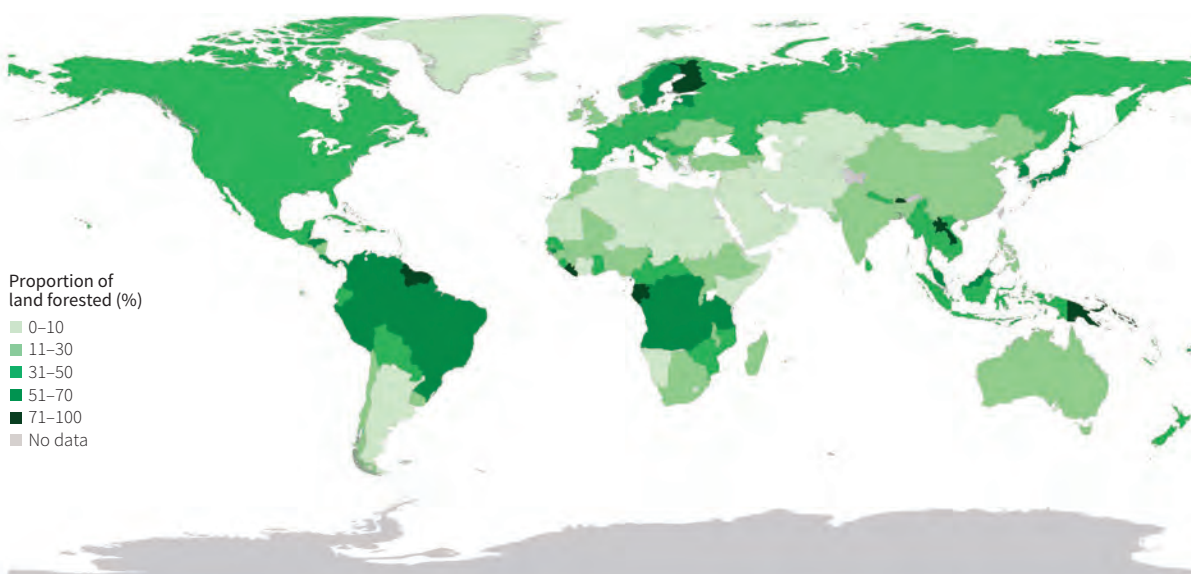 Proportion of
land forested (%)
0–10
11–30
31–50
51–70
71–100
No data